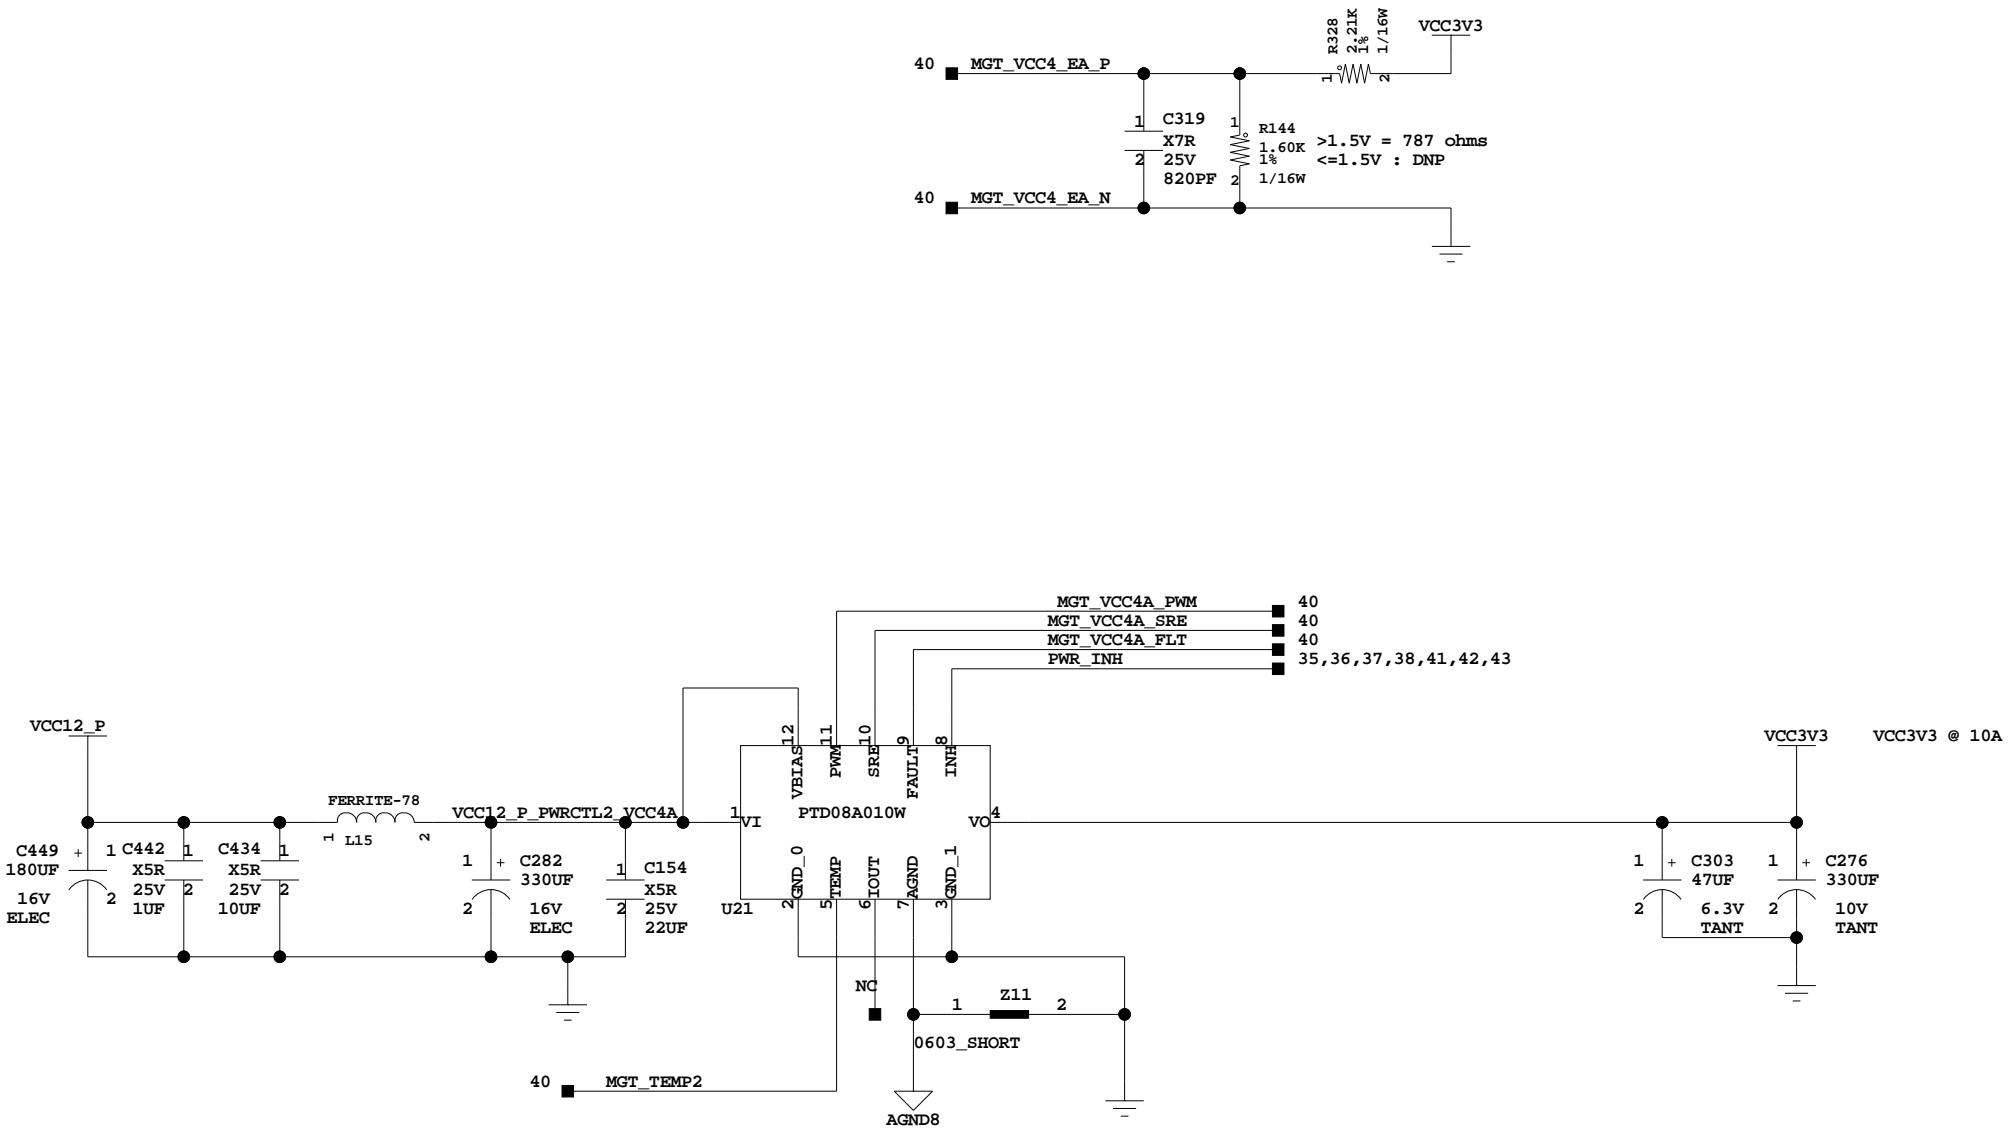 R328
2.21K
1%
1/16W
VCC3V3
40 MGT_VCC4_EA_P
1 2
1 C319
X7R
2 25V
820PF
1 R144
1.60K
1%
2 1/16W
>1.5V = 787 ohms
<=1.5V : DNP
40 MGT_VCC4_EA_N
MGT_VCC4A_PWM 40
MGT_VCC4A_SRE 40
MGT_VCC4A_FLT 40
PWR_INH 35,36,37,38,41,42,43
VCC12_P
VCC3V3 VCC3V3 @ 10A
12 11 10 9 8
VBIAS PWM SRE FAULT INH
FERRITE-78
1 L15 2
VCC12_P_PWRCTL2_VCC4A
1 VI
PTD08A010W
VO 4
GND_0 TEMP IOUT AGND GND_1
2 5 6 7 3
U21
C449 + 1
180UF
16V 2
ELEC
C442 1
X5R
25V 2
1UF
C434 1
X5R
25V 2
10UF
1 + C282
330UF
2 16V
ELEC
1 C154
X5R
2 25V
22UF
1 + C303
47UF
2 6.3V
TANT
1 + C276
330UF
2 10V
TANT
NC
1 Z11 2
0603_SHORT
40 MGT_TEMP2
AGND8